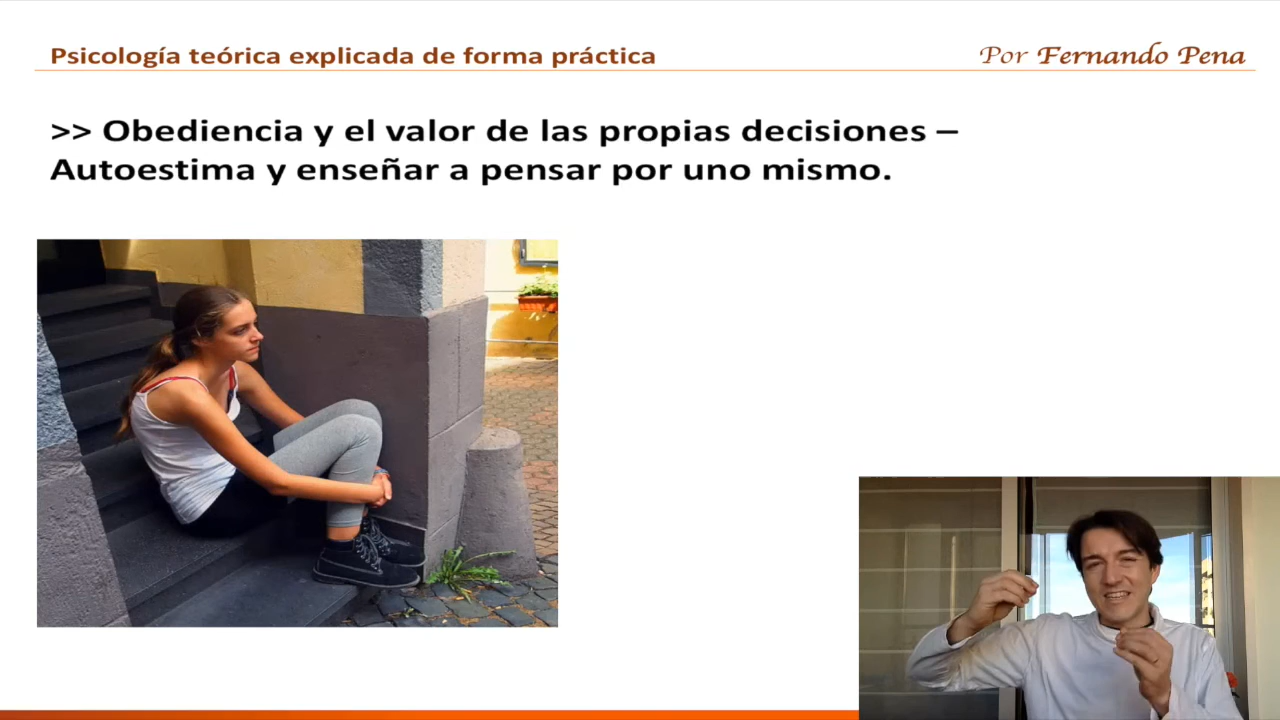 Psicología teórica explicada de forma práctica
Por Fernando Pena
>> Obediencia y el valor de las propias decisiones –
Autoestima y enseñar a pensar por uno mismo.